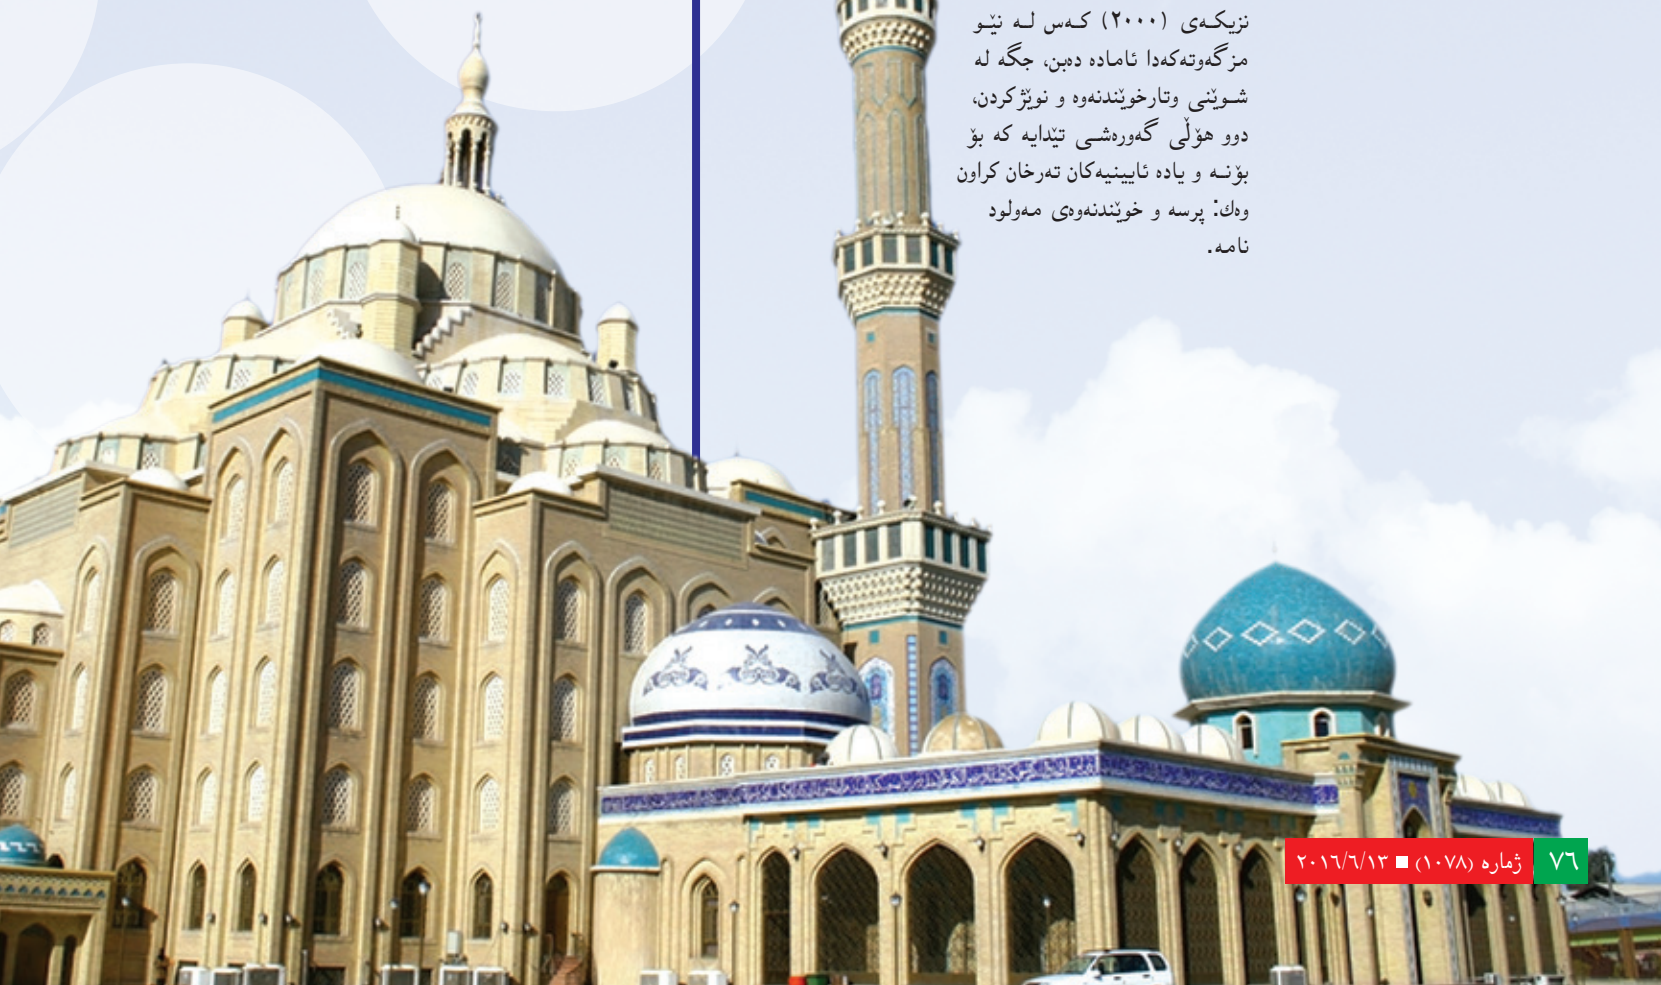 نزیکەی (٢٠٠٠) کەس لە نێو
مزگەوتەکەدا ئامادە دەبن، جگە لە
شوێنی وتارخوێندنەوە و نوێژکردن،
دوو هۆڵی گەورەشی تێدایە کە بۆ
بۆنە و یادە ئایینیەکان تەرخان کراون
وەك: پرسە و خوێندنەوەی مەولود
نامە.
٧٦ ژمارە (١٠٧٨) ■ ٢٠١٦/٦/١٣